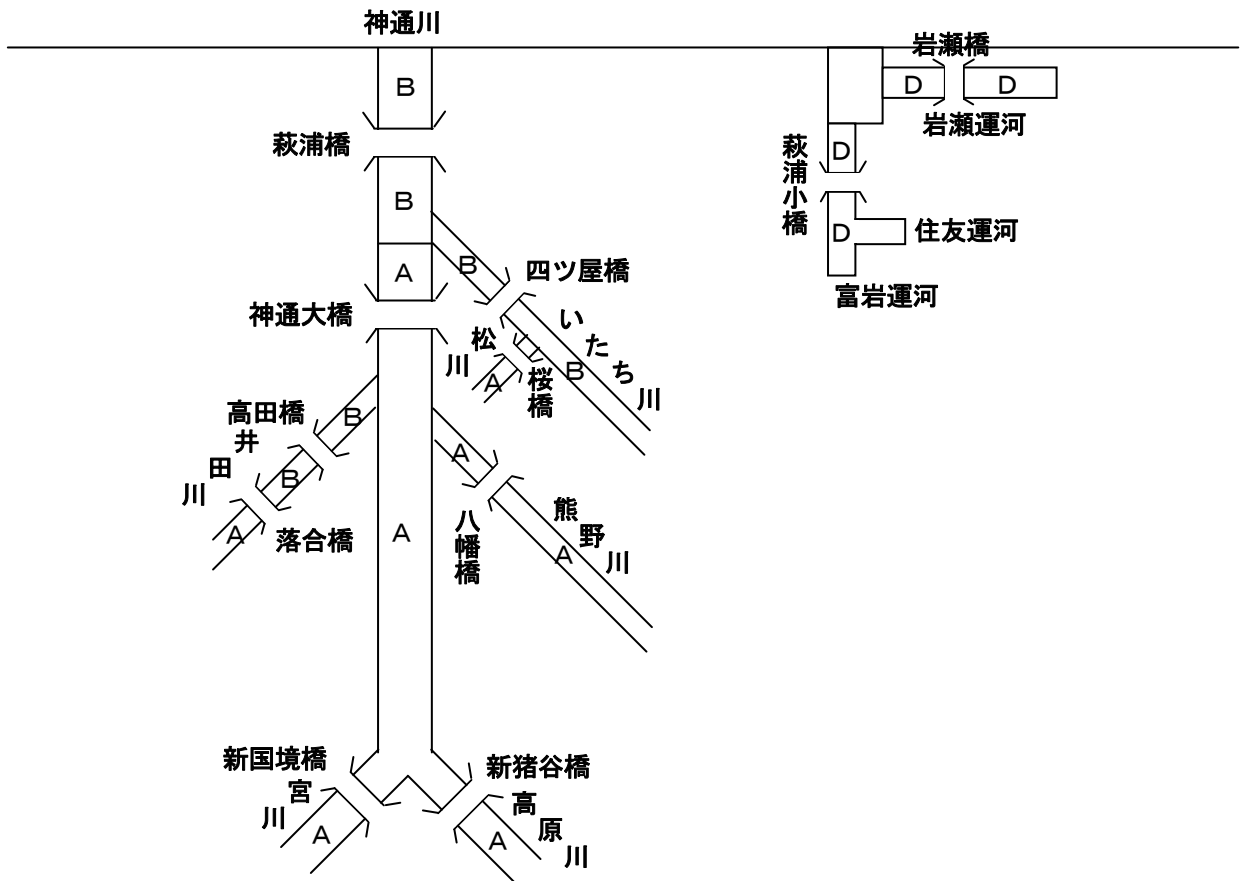 神通川
B
萩浦橋
B
A
神通大橋
B
四ツ屋橋
いたち川
B
松川
A
桜橋
高田橋
B
井田川
B
A
落合橋
A
A
八幡橋
熊野川
A
新国境橋
宮川
A
新猪谷橋
高原川
A
岩瀬橋
D
D
岩瀬運河
D
萩浦小橋
D
住友運河
富岩運河